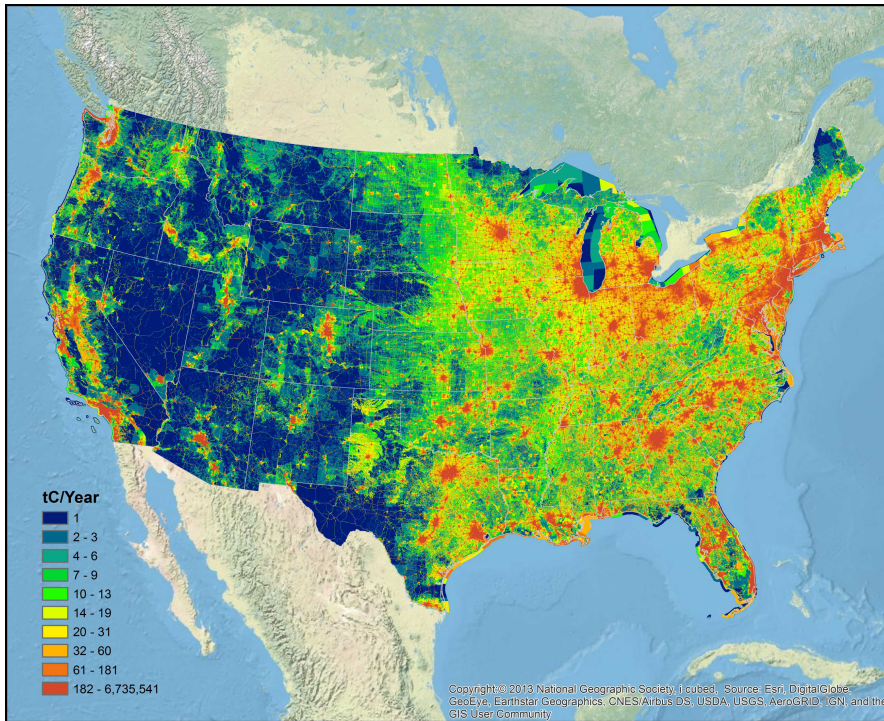 tC/Year
1
2 - 3
4 - 6
7 - 9
10 - 13
14 - 19
20 - 31
32 - 60
61 - 181
182 - 6,735,541
Copyright:© 2013 National Geographic Society, i-cubed, Source: Esri, DigitalGlobe,
GeoEye, Earthstar Geographics, CNES/Airbus DS, USDA, USGS, AeroGRID, IGN, and the
GIS User Community